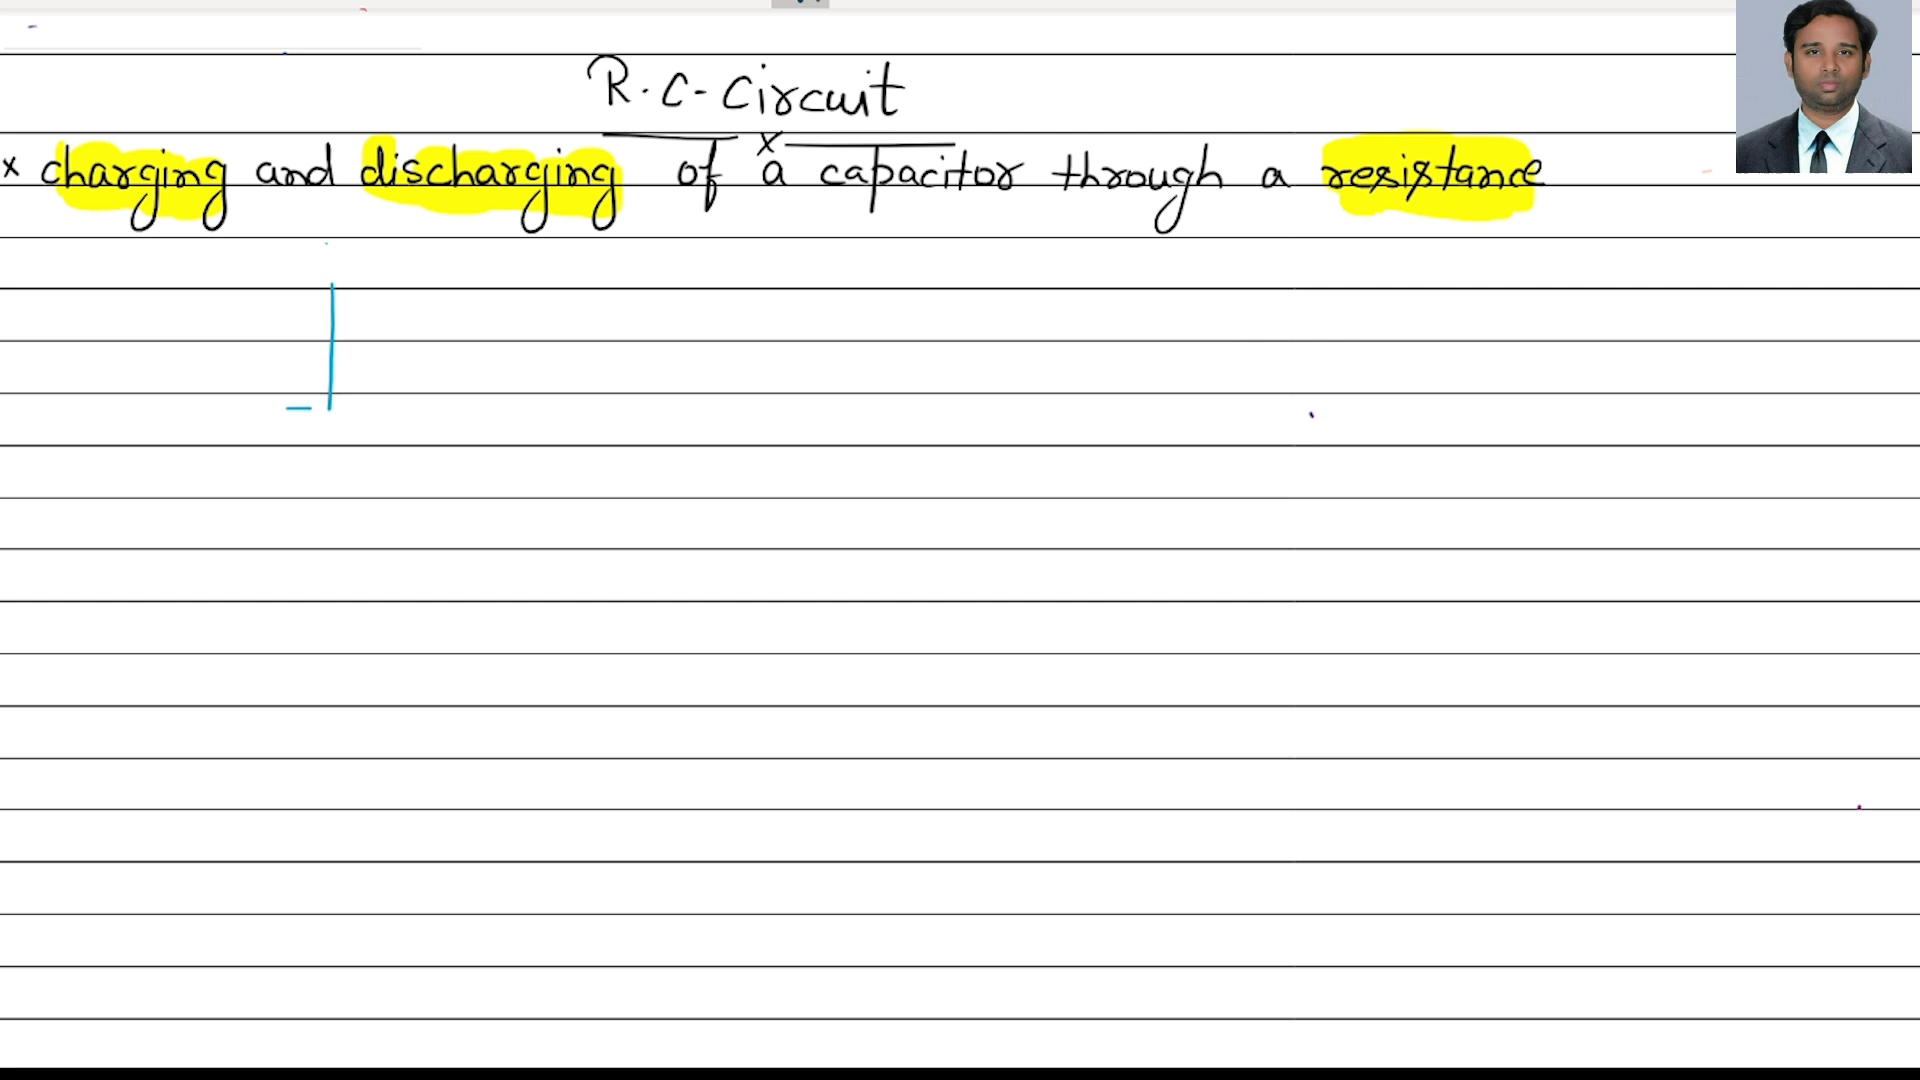 R.C-Circuit
x charging and discharging of a capacitor through a resistance